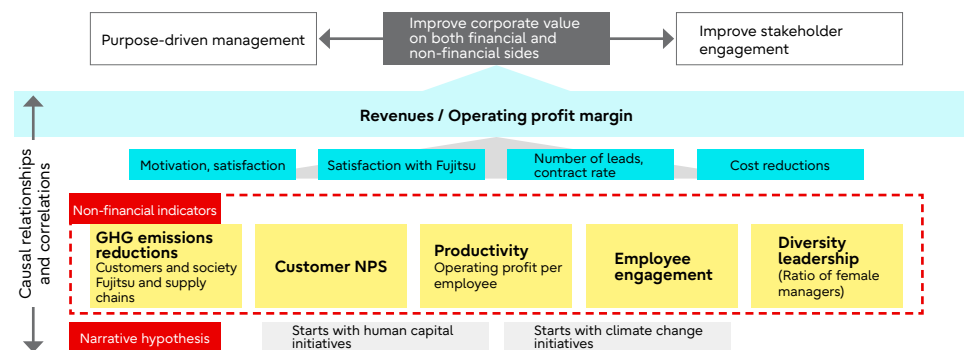 Purpose-driven management
Improve corporate value
on both financial and
non-financial sides
Improve stakeholder
engagement
Revenues / Operating profit margin
Motivation, satisfaction
Satisfaction with Fujitsu
Number of leads,
contract rate
Cost reductions
Causal relationships
and correlations
Non-financial indicators
GHG emissions
reductions
Customers and society
Fujitsu and supply
chains
Customer NPS
Productivity
Operating profit per
employee
Employee
engagement
Diversity
leadership
(Ratio of female
managers)
Narrative hypothesis
Starts with human capital
initiatives
Starts with climate change
initiatives